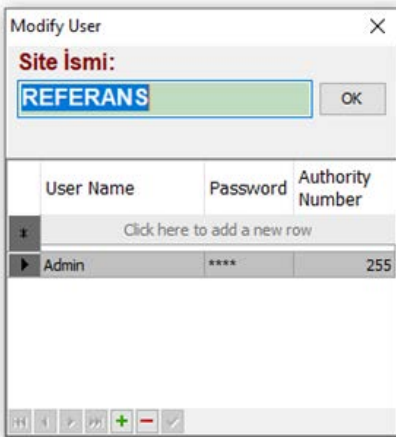 Modify User
Site İsmi:
REFERANS
OK
User Name Password Authority Number
Click here to add a new row
Admin **** 255